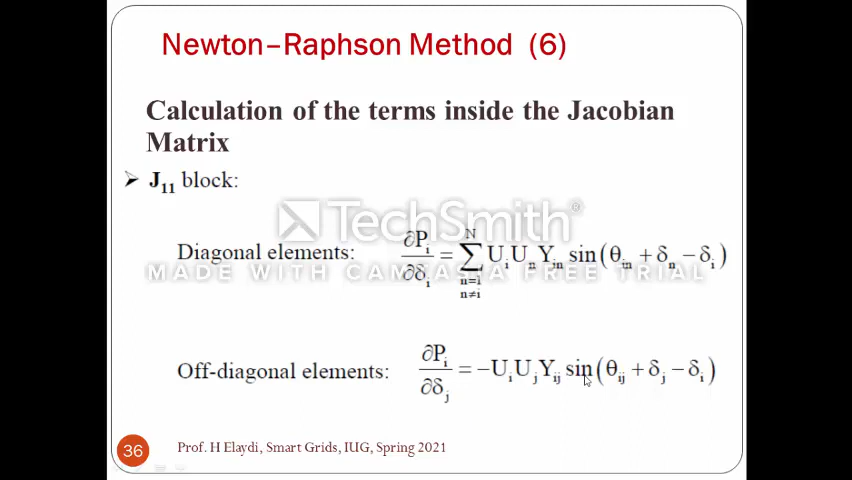 Newton–Raphson Method (6)
Calculation of the terms inside the Jacobian
Matrix
➢ J₁₁ block:
TechSmith®
Diagonal elements: ∂Pᵢ/∂δᵢ = ∑_{n=1, n≠i}^{N} UᵢUₙYᵢₙ sin(θᵢₙ + δₙ − δᵢ)
MADE WITH CAMTASIA FREE TRIAL
Off-diagonal elements: ∂Pᵢ/∂δⱼ = −UᵢUⱼYᵢⱼ sin(θᵢⱼ + δⱼ − δᵢ)
36 Prof. H Elaydi, Smart Grids, IUG, Spring 2021